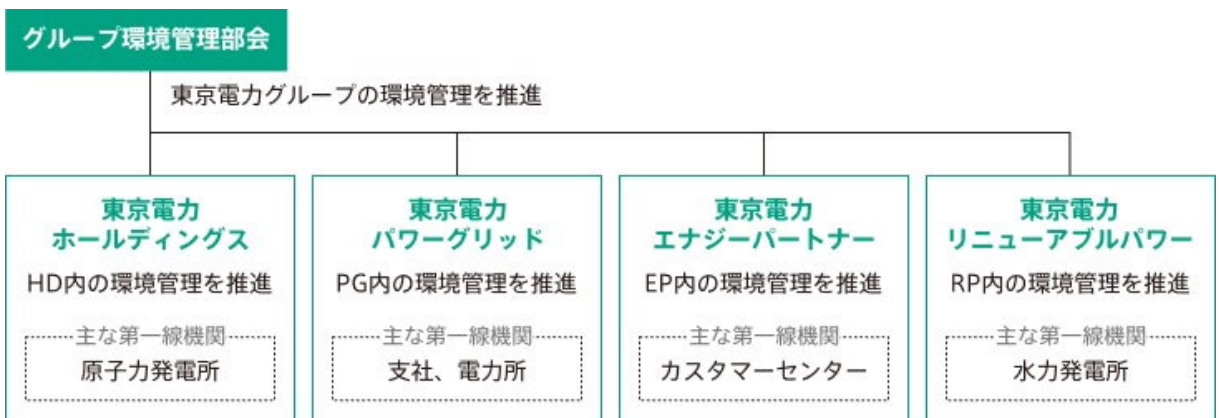 グループ環境管理部会
東京電力グループの環境管理を推進
東京電力
ホールディングス
HD内の環境管理を推進
主な第一線機関
原子力発電所
東京電力
パワーグリッド
PG内の環境管理を推進
主な第一線機関
支社、電力所
東京電力
エナジーパートナー
EP内の環境管理を推進
主な第一線機関
カスタマーセンター
東京電力
リニューアブルパワー
RP内の環境管理を推進
主な第一線機関
水力発電所